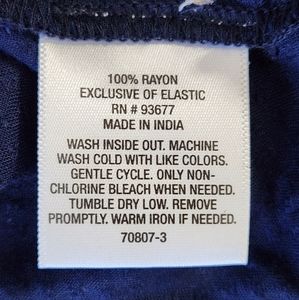 100% RAYON
EXCLUSIVE OF ELASTIC
RN # 93677
MADE IN INDIA
WASH INSIDE OUT. MACHINE
WASH COLD WITH LIKE COLORS.
GENTLE CYCLE. ONLY NON-
CHLORINE BLEACH WHEN NEEDED.
TUMBLE DRY LOW. REMOVE
PROMPTLY. WARM IRON IF NEEDED.
70807-3